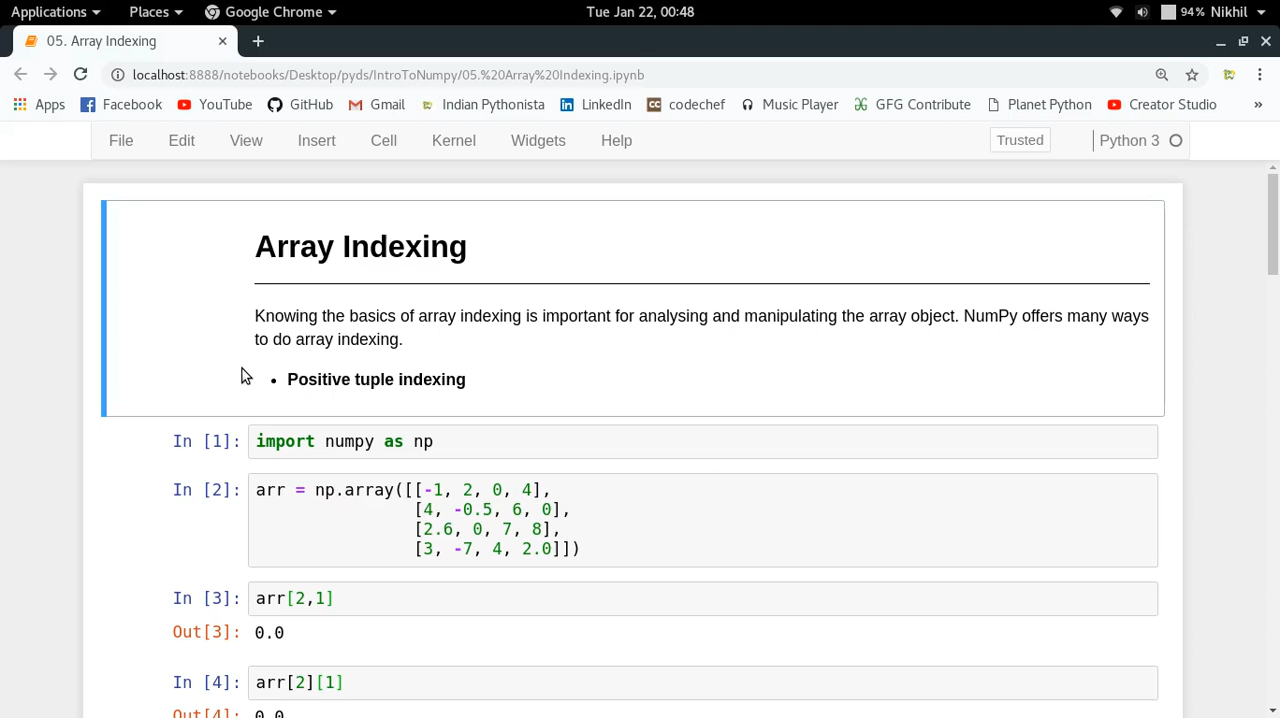 Applications Places Google Chrome Tue Jan 22, 00:48 94% Nikhil
05. Array Indexing
localhost:8888/notebooks/Desktop/pyds/IntroToNumpy/05.%20Array%20Indexing.ipynb
Apps Facebook YouTube GitHub Gmail Indian Pythonista LinkedIn codechef Music Player GFG Contribute Planet Python Creator Studio »
File Edit View Insert Cell Kernel Widgets Help Trusted Python 3
Array Indexing
Knowing the basics of array indexing is important for analysing and manipulating the array object. NumPy offers many ways
to do array indexing.
• Positive tuple indexing
In [1]: import numpy as np
In [2]: arr = np.array([[-1, 2, 0, 4],
[4, -0.5, 6, 0],
[2.6, 0, 7, 8],
[3, -7, 4, 2.0]])
In [3]: arr[2,1]
Out[3]: 0.0
In [4]: arr[2][1]
Out[4]: 0.0